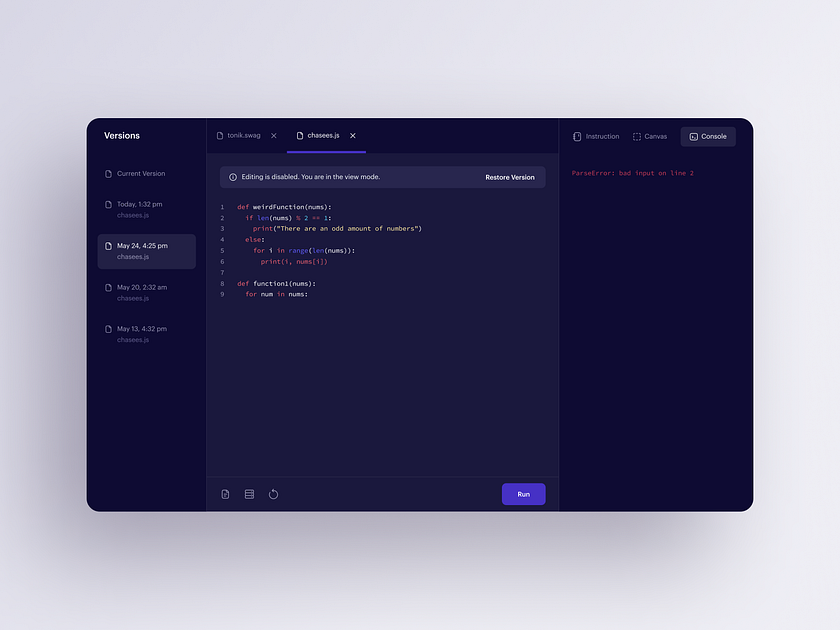 Versions
Current Version
Today, 1:32 pm
chasees.js
May 24, 4:25 pm
chasees.js
May 20, 2:32 am
chasees.js
May 13, 4:32 pm
chasees.js
tonik.swag
chasees.js
Editing is disabled. You are in the view mode.
Restore Version
1 def weirdFunction(nums):
2 if len(nums) % 2 == 1:
3 print("There are an odd amount of numbers")
4 else:
5 for i in range(len(nums)):
6 print(i, nums[i])
7
8 def function1(nums):
9 for num in nums:
Run
Instruction
Canvas
Console
ParseError: bad input on line 2